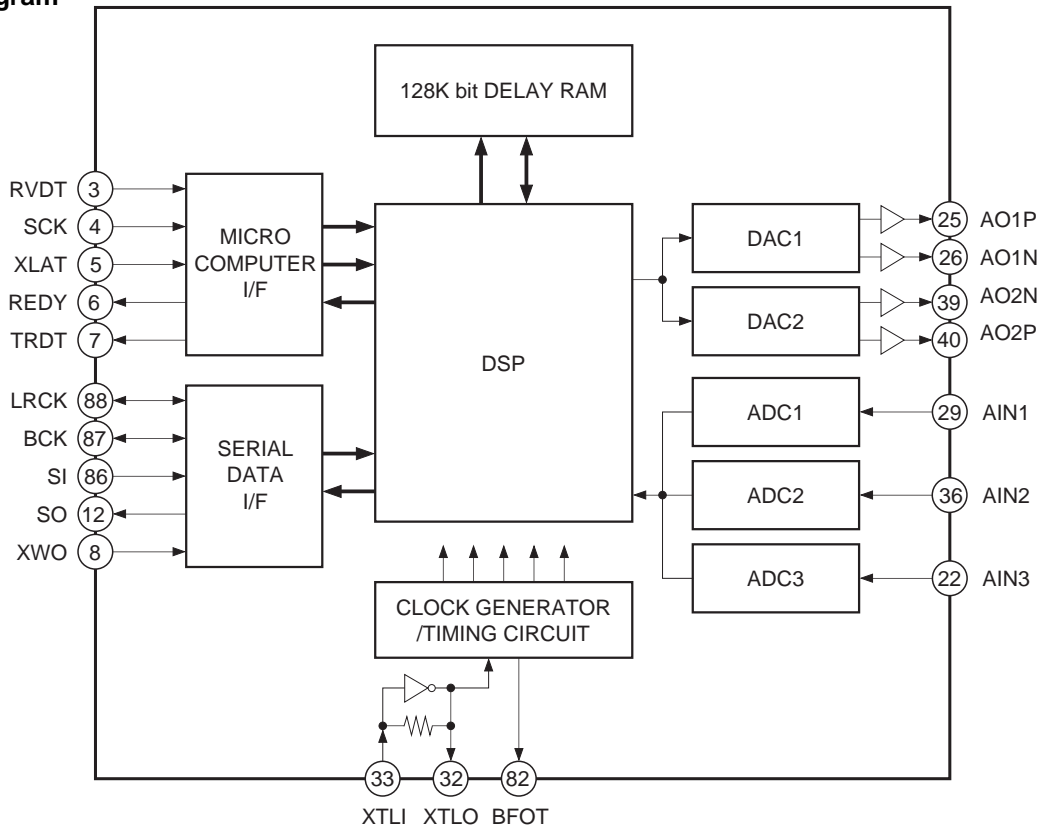 gram
128K bit DELAY RAM
RVDT 3
SCK 4
XLAT 5
REDY 6
TRDT 7
MICRO
COMPUTER
I/F
LRCK 88
BCK 87
SI 86
SO 12
XWO 8
SERIAL
DATA
I/F
DSP
DAC1
DAC2
25 AO1P
26 AO1N
39 AO2N
40 AO2P
ADC1
ADC2
ADC3
29 AIN1
36 AIN2
22 AIN3
CLOCK GENERATOR
/TIMING CIRCUIT
33 32 82
XTLI XTLO BFOT